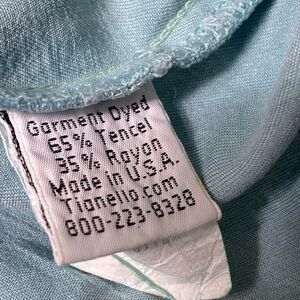 Garment Dyed
65% Tencel
35% Rayon
Made in U.S.A.
Tianello.com
800-223-8328